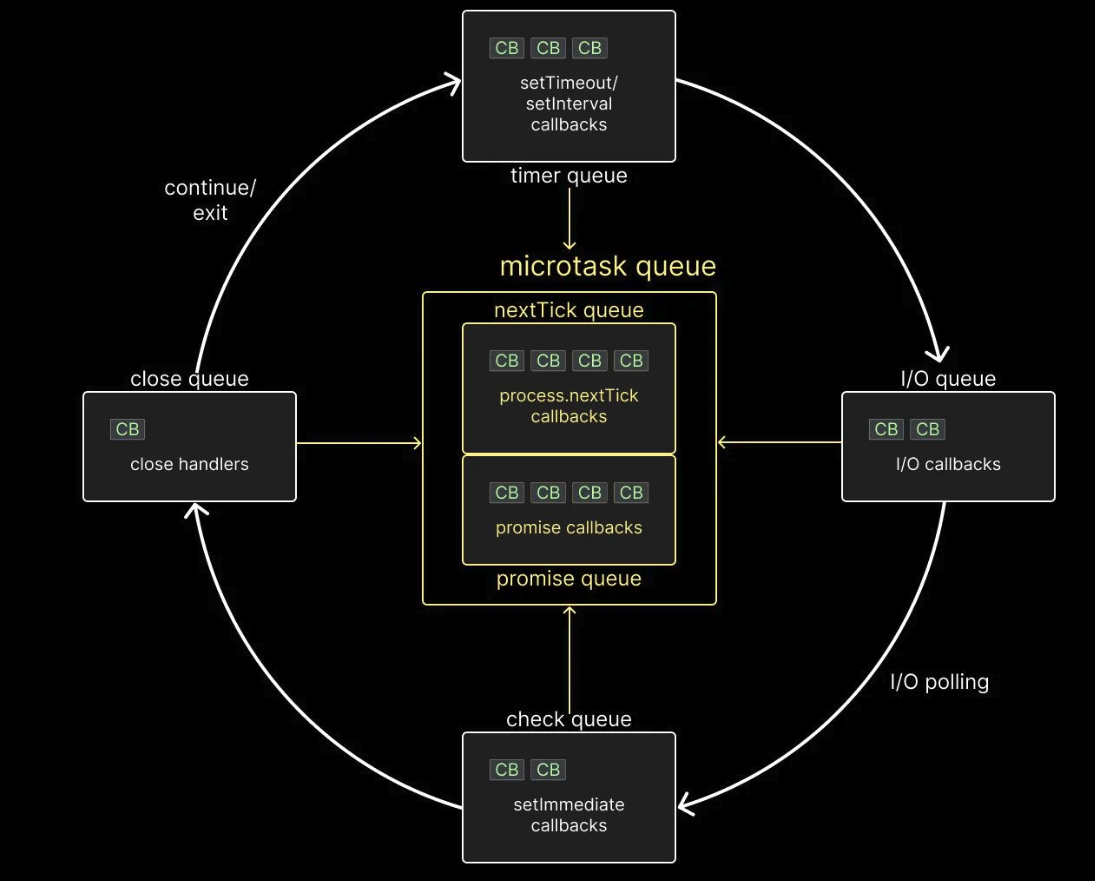 CB CB CB
setTimeout/
setInterval
callbacks
timer queue
continue/
exit
microtask queue
nextTick queue
CB CB CB CB
process.nextTick
callbacks
CB CB CB CB
promise callbacks
promise queue
close queue
CB
close handlers
I/O queue
CB CB
I/O callbacks
I/O polling
check queue
CB CB
setImmediate
callbacks